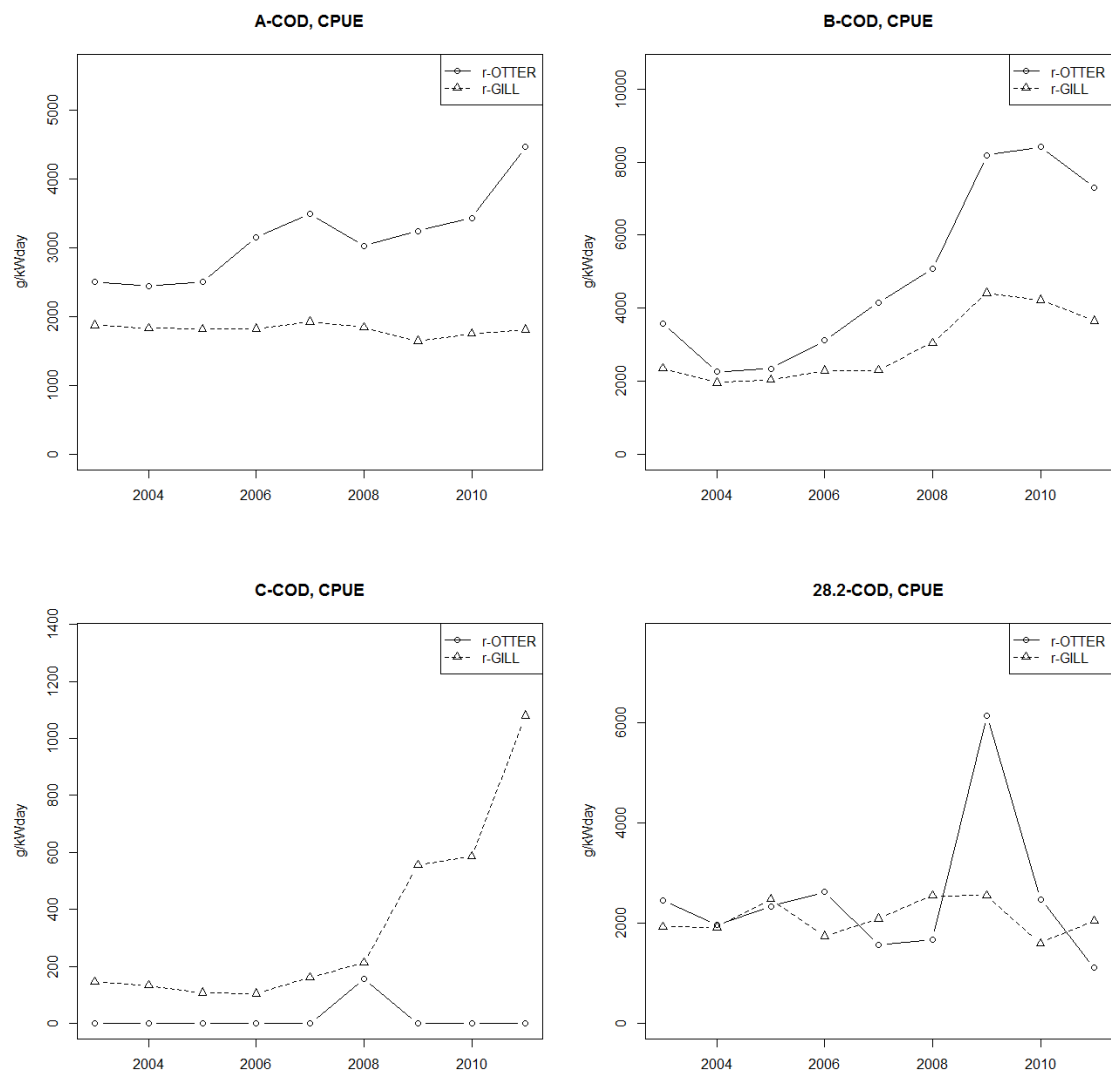 A-COD, CPUE
r-OTTER
r-GILL
g/kWday
5000
4000
3000
2000
1000
0
2004 2006 2008 2010
B-COD, CPUE
r-OTTER
r-GILL
g/kWday
10000
8000
6000
4000
2000
0
2004 2006 2008 2010
C-COD, CPUE
r-OTTER
r-GILL
g/kWday
1400
1200
1000
800
600
400
200
0
2004 2006 2008 2010
28.2-COD, CPUE
r-OTTER
r-GILL
g/kWday
6000
4000
2000
0
2004 2006 2008 2010